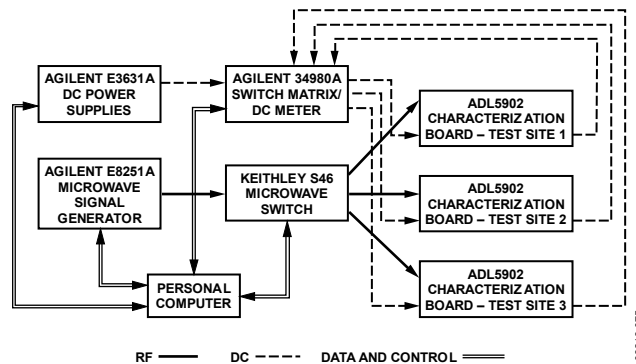 AGILENT E3631A
DC POWER
SUPPLIES
AGILENT 34980A
SWITCH MATRIX/
DC METER
ADL5902
CHARACTERIZATION
BOARD – TEST SITE 1
AGILENT E8251A
MICROWAVE
SIGNAL
GENERATOR
KEITHLEY S46
MICROWAVE
SWITCH
ADL5902
CHARACTERIZATION
BOARD – TEST SITE 2
PERSONAL
COMPUTER
ADL5902
CHARACTERIZATION
BOARD – TEST SITE 3
RF
DC
DATA AND CONTROL